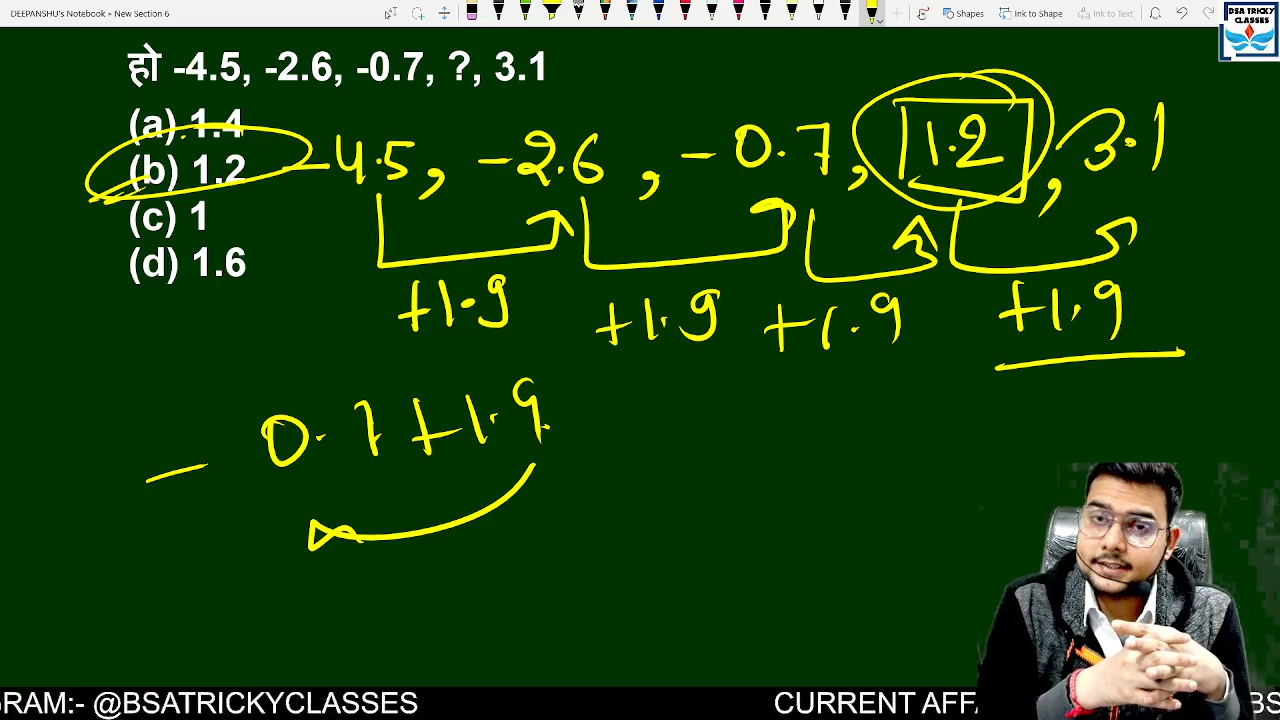 DEEPANSHU's Notebook » New Section 6
Shapes
Ink to Shape
Ink to Text
BSA TRICKY
CLASSES
हो -4.5, -2.6, -0.7, ?, 3.1
(a) 1.4
(b) 1.2
(c) 1
(d) 1.6
-4.5, -2.6, -0.7, 1.2, 3.1
+1.9 +1.9 +1.9 +1.9
- 0.7+1.9
GRAM:- @BSATRICKYCLASSES
CURRENT AFF
BS